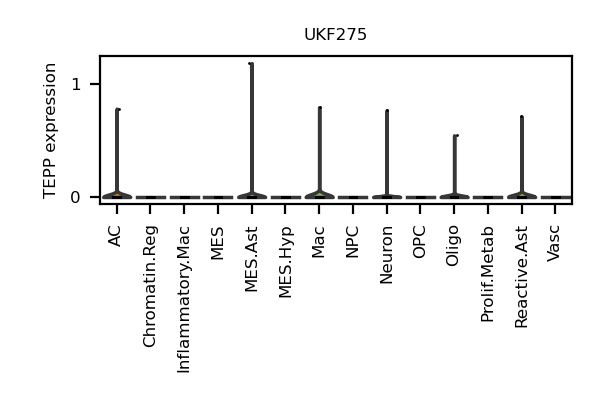 UKF275
TEPP expression
1
0
AC
Chromatin.Reg
Inflammatory.Mac
MES
MES.Ast
MES.Hyp
Mac
NPC
Neuron
OPC
Oligo
Prolif.Metab
Reactive.Ast
Vasc